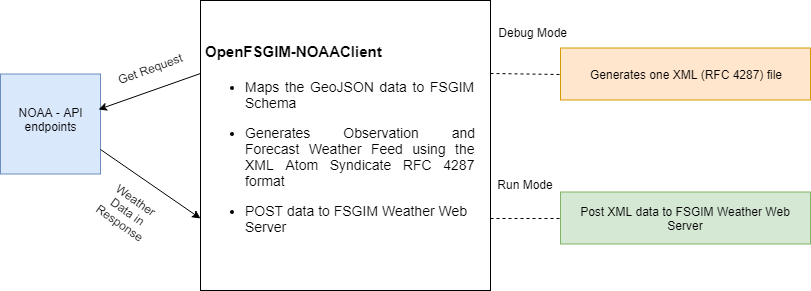 Debug Mode
OpenFSGIM-NOAAClient
Get Request
Generates one XML (RFC 4287) file
• Maps the GeoJSON data to FSGIM
Schema
NOAA - API
endpoints
• Generates Observation and
Forecast Weather Feed using the
XML Atom Syndicate RFC 4287
format
Run Mode
Weather
Data in
Response
• POST data to FSGIM Weather Web
Server
Post XML data to FSGIM Weather Web
Server